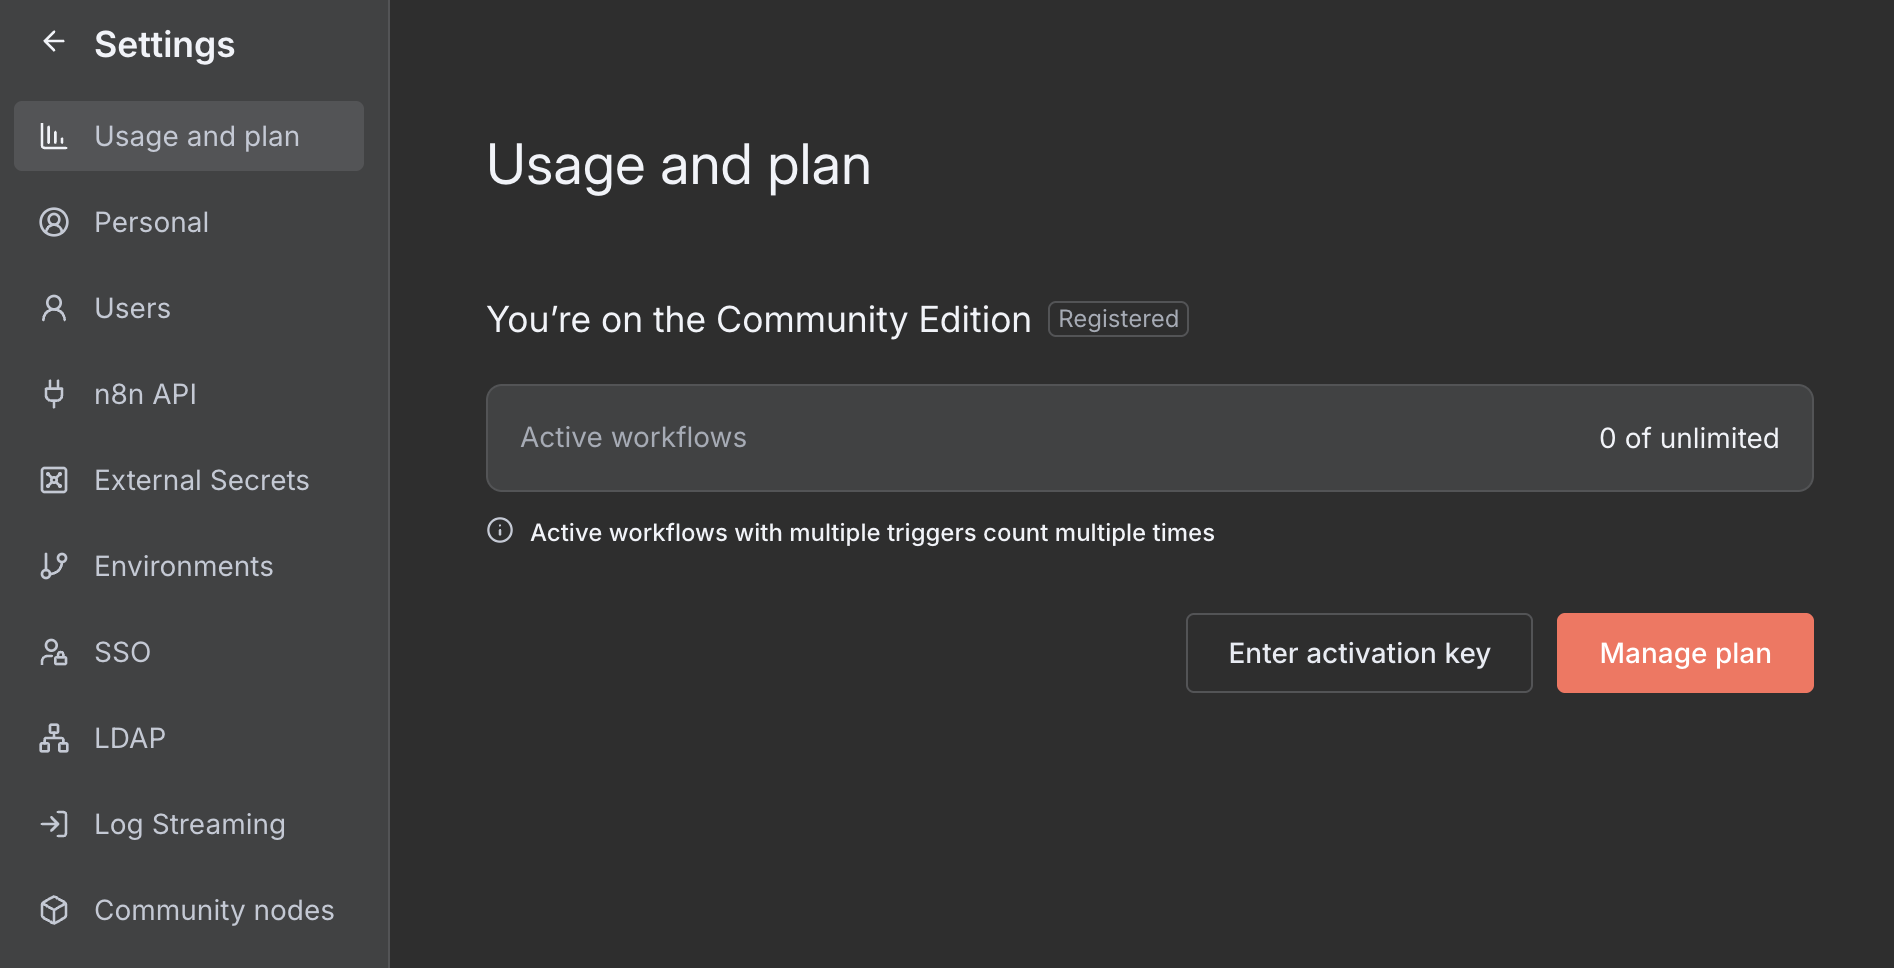 Settings
Usage and plan
Personal
Users
n8n API
External Secrets
Environments
SSO
LDAP
Log Streaming
Community nodes
Usage and plan
You’re on the Community Edition Registered
Active workflows 0 of unlimited
Active workflows with multiple triggers count multiple times
Enter activation key Manage plan